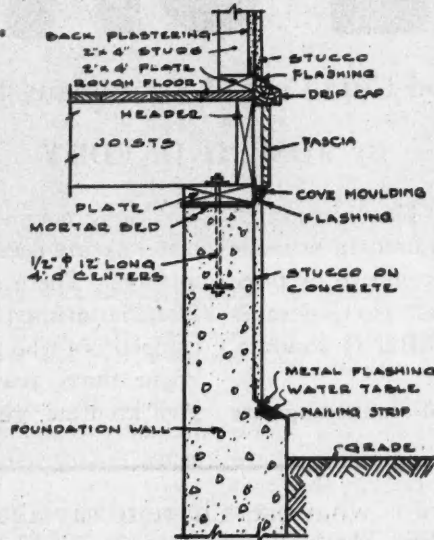 BACK PLASTERING
2"x 4" STUDS
2"x 4" PLATE
ROUGH FLOOR
STUCCO
FLASHING
DRIP CAP
HEADER
JOISTS
FASCIA
PLATE
MORTAR BED
1/2" ϕ 12" LONG
4'-0" CENTERS
COVE MOULDING
FLASHING
STUCCO ON
CONCRETE
METAL FLASHING
WATER TABLE
NAILING STRIP
FOUNDATION WALL
GRADE